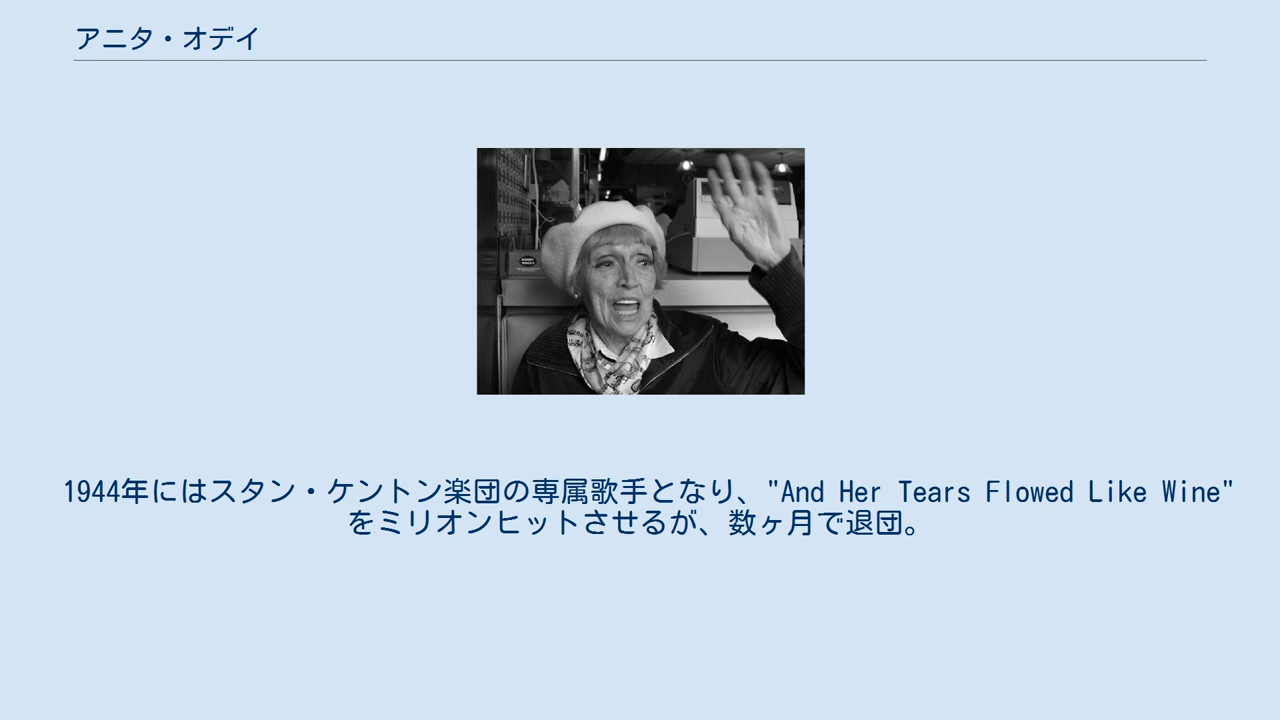 アニタ・オデイ
1944年にはスタン・ケントン楽団の専属歌手となり、"And Her Tears Flowed Like Wine"
をミリオンヒットさせるが、数ヶ月で退団。